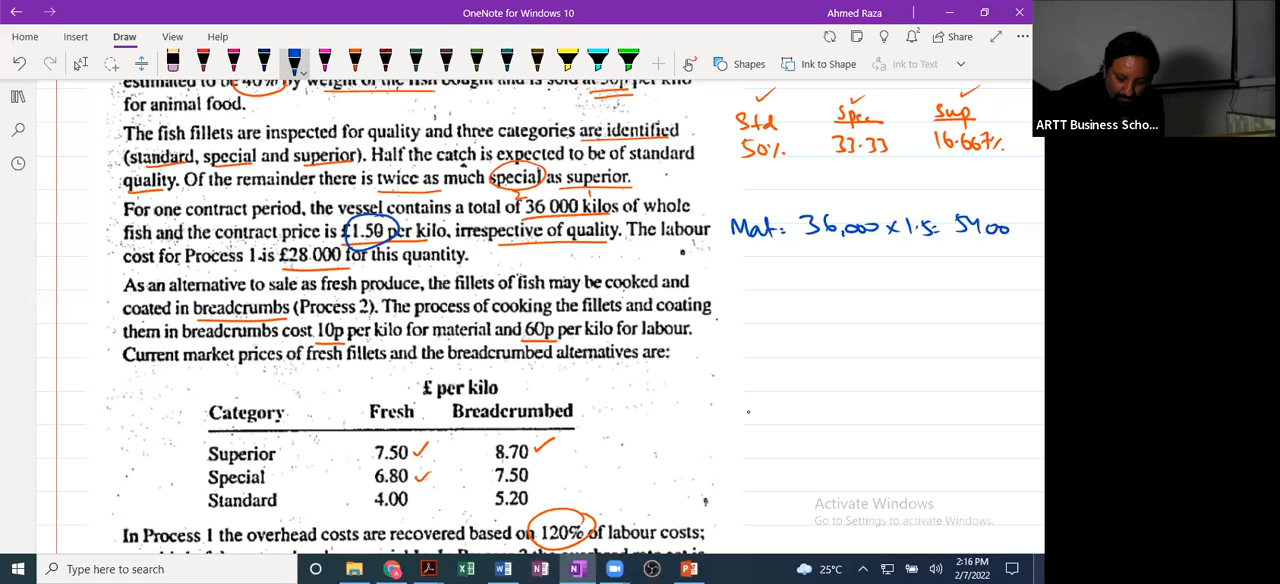 OneNote for Windows 10
Ahmed Raza
Home Insert Draw View Help
Share
Shapes
Ink to Shape
Ink to Text
for animal food.
The fish fillets are inspected for quality and three categories are identified
(standard, special and superior). Half the catch is expected to be of standard
quality. Of the remainder there is twice as much special as superior.
2 1
For one contract period, the vessel contains a total of 36 000 kilos of whole
fish and the contract price is £1.50 per kilo, irrespective of quality. The labour
cost for Process 1 is £28 000 for this quantity.
As an alternative to sale as fresh produce, the fillets of fish may be cooked and
coated in breadcrumbs (Process 2). The process of cooking the fillets and coating
them in breadcrumbs cost 10p per kilo for material and 60p per kilo for labour.
Current market prices of fresh fillets and the breadcrumbed alternatives are:
£ per kilo
Category Fresh Breadcrumbed
Superior 7.50 8.70
Special 6.80 7.50
Standard 4.00 5.20
In Process 1 the overhead costs are recovered based on 120% of labour costs;
Std Spec Sup
50% 33.33 16.667%
Mat = 36,000 x 1.5 = 5400
ARTT Business Scho...
Activate Windows
Go to Settings to activate Windows.
Type here to search
25°C
2:16 PM
2/7/2022